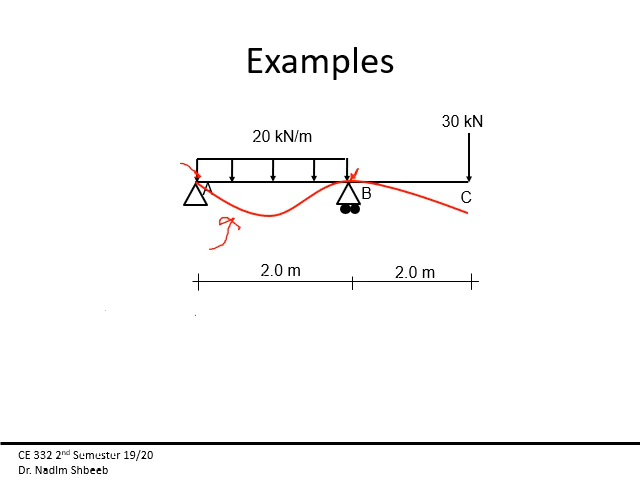 Examples
30 kN
20 kN/m
A
B
C
2.0 m
2.0 m
CE 332 2nd Semester 19/20
Dr. Nadim Shbeeb